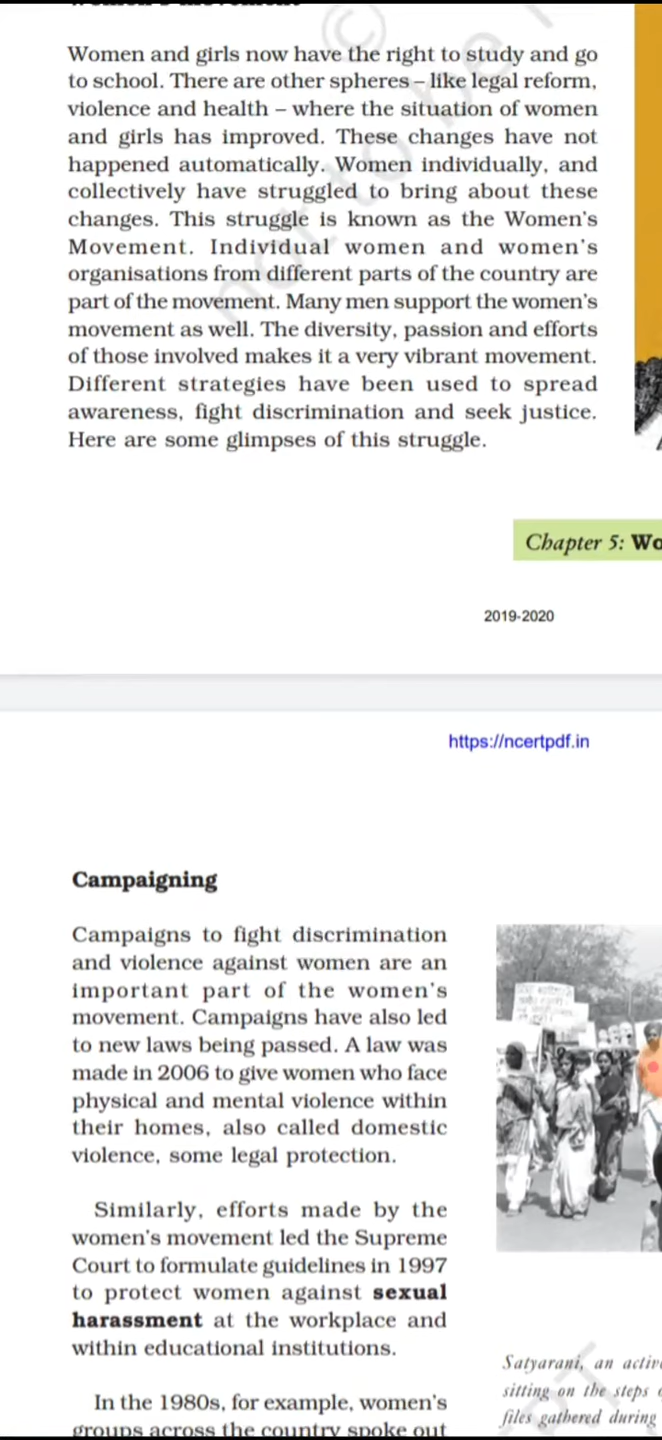 Women and girls now have the right to study and go
to school. There are other spheres – like legal reform,
violence and health – where the situation of women
and girls has improved. These changes have not
happened automatically. Women individually, and
collectively have struggled to bring about these
changes. This struggle is known as the Women's
Movement. Individual women and women's
organisations from different parts of the country are
part of the movement. Many men support the women's
movement as well. The diversity, passion and efforts
of those involved makes it a very vibrant movement.
Different strategies have been used to spread
awareness, fight discrimination and seek justice.
Here are some glimpses of this struggle.
Chapter 5: Wo
2019-2020
https://ncertpdf.in
Campaigning
Campaigns to fight discrimination
and violence against women are an
important part of the women's
movement. Campaigns have also led
to new laws being passed. A law was
made in 2006 to give women who face
physical and mental violence within
their homes, also called domestic
violence, some legal protection.
Similarly, efforts made by the
women's movement led the Supreme
Court to formulate guidelines in 1997
to protect women against sexual
harassment at the workplace and
within educational institutions.
In the 1980s, for example, women's
groups across the country spoke out
Satyarani, an activ
sitting on the steps
files gathered during
© not to be r